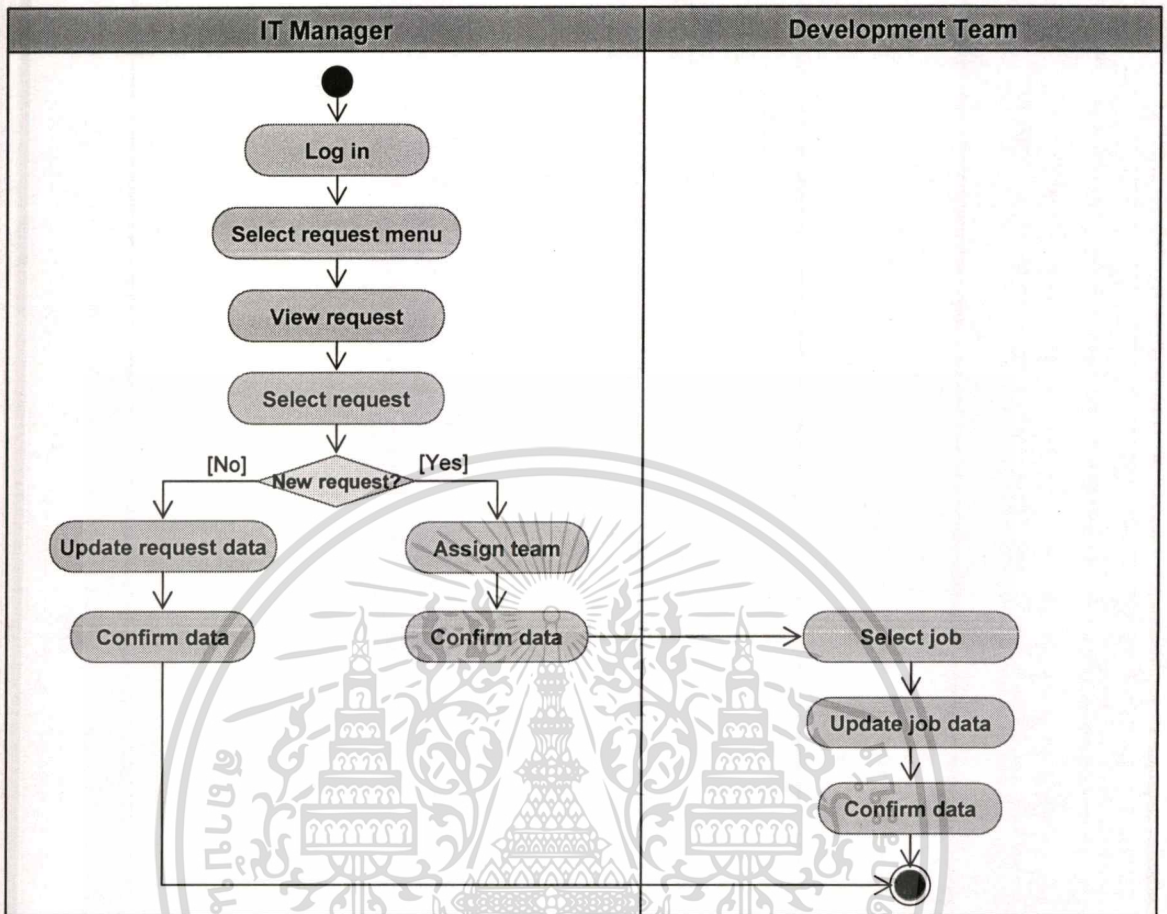 IT Manager
Development Team
Log in
Select request menu
View request
Select request
New request?
[No]
[Yes]
Update request data
Assign team
Confirm data
Confirm data
Select job
Update job data
Confirm data